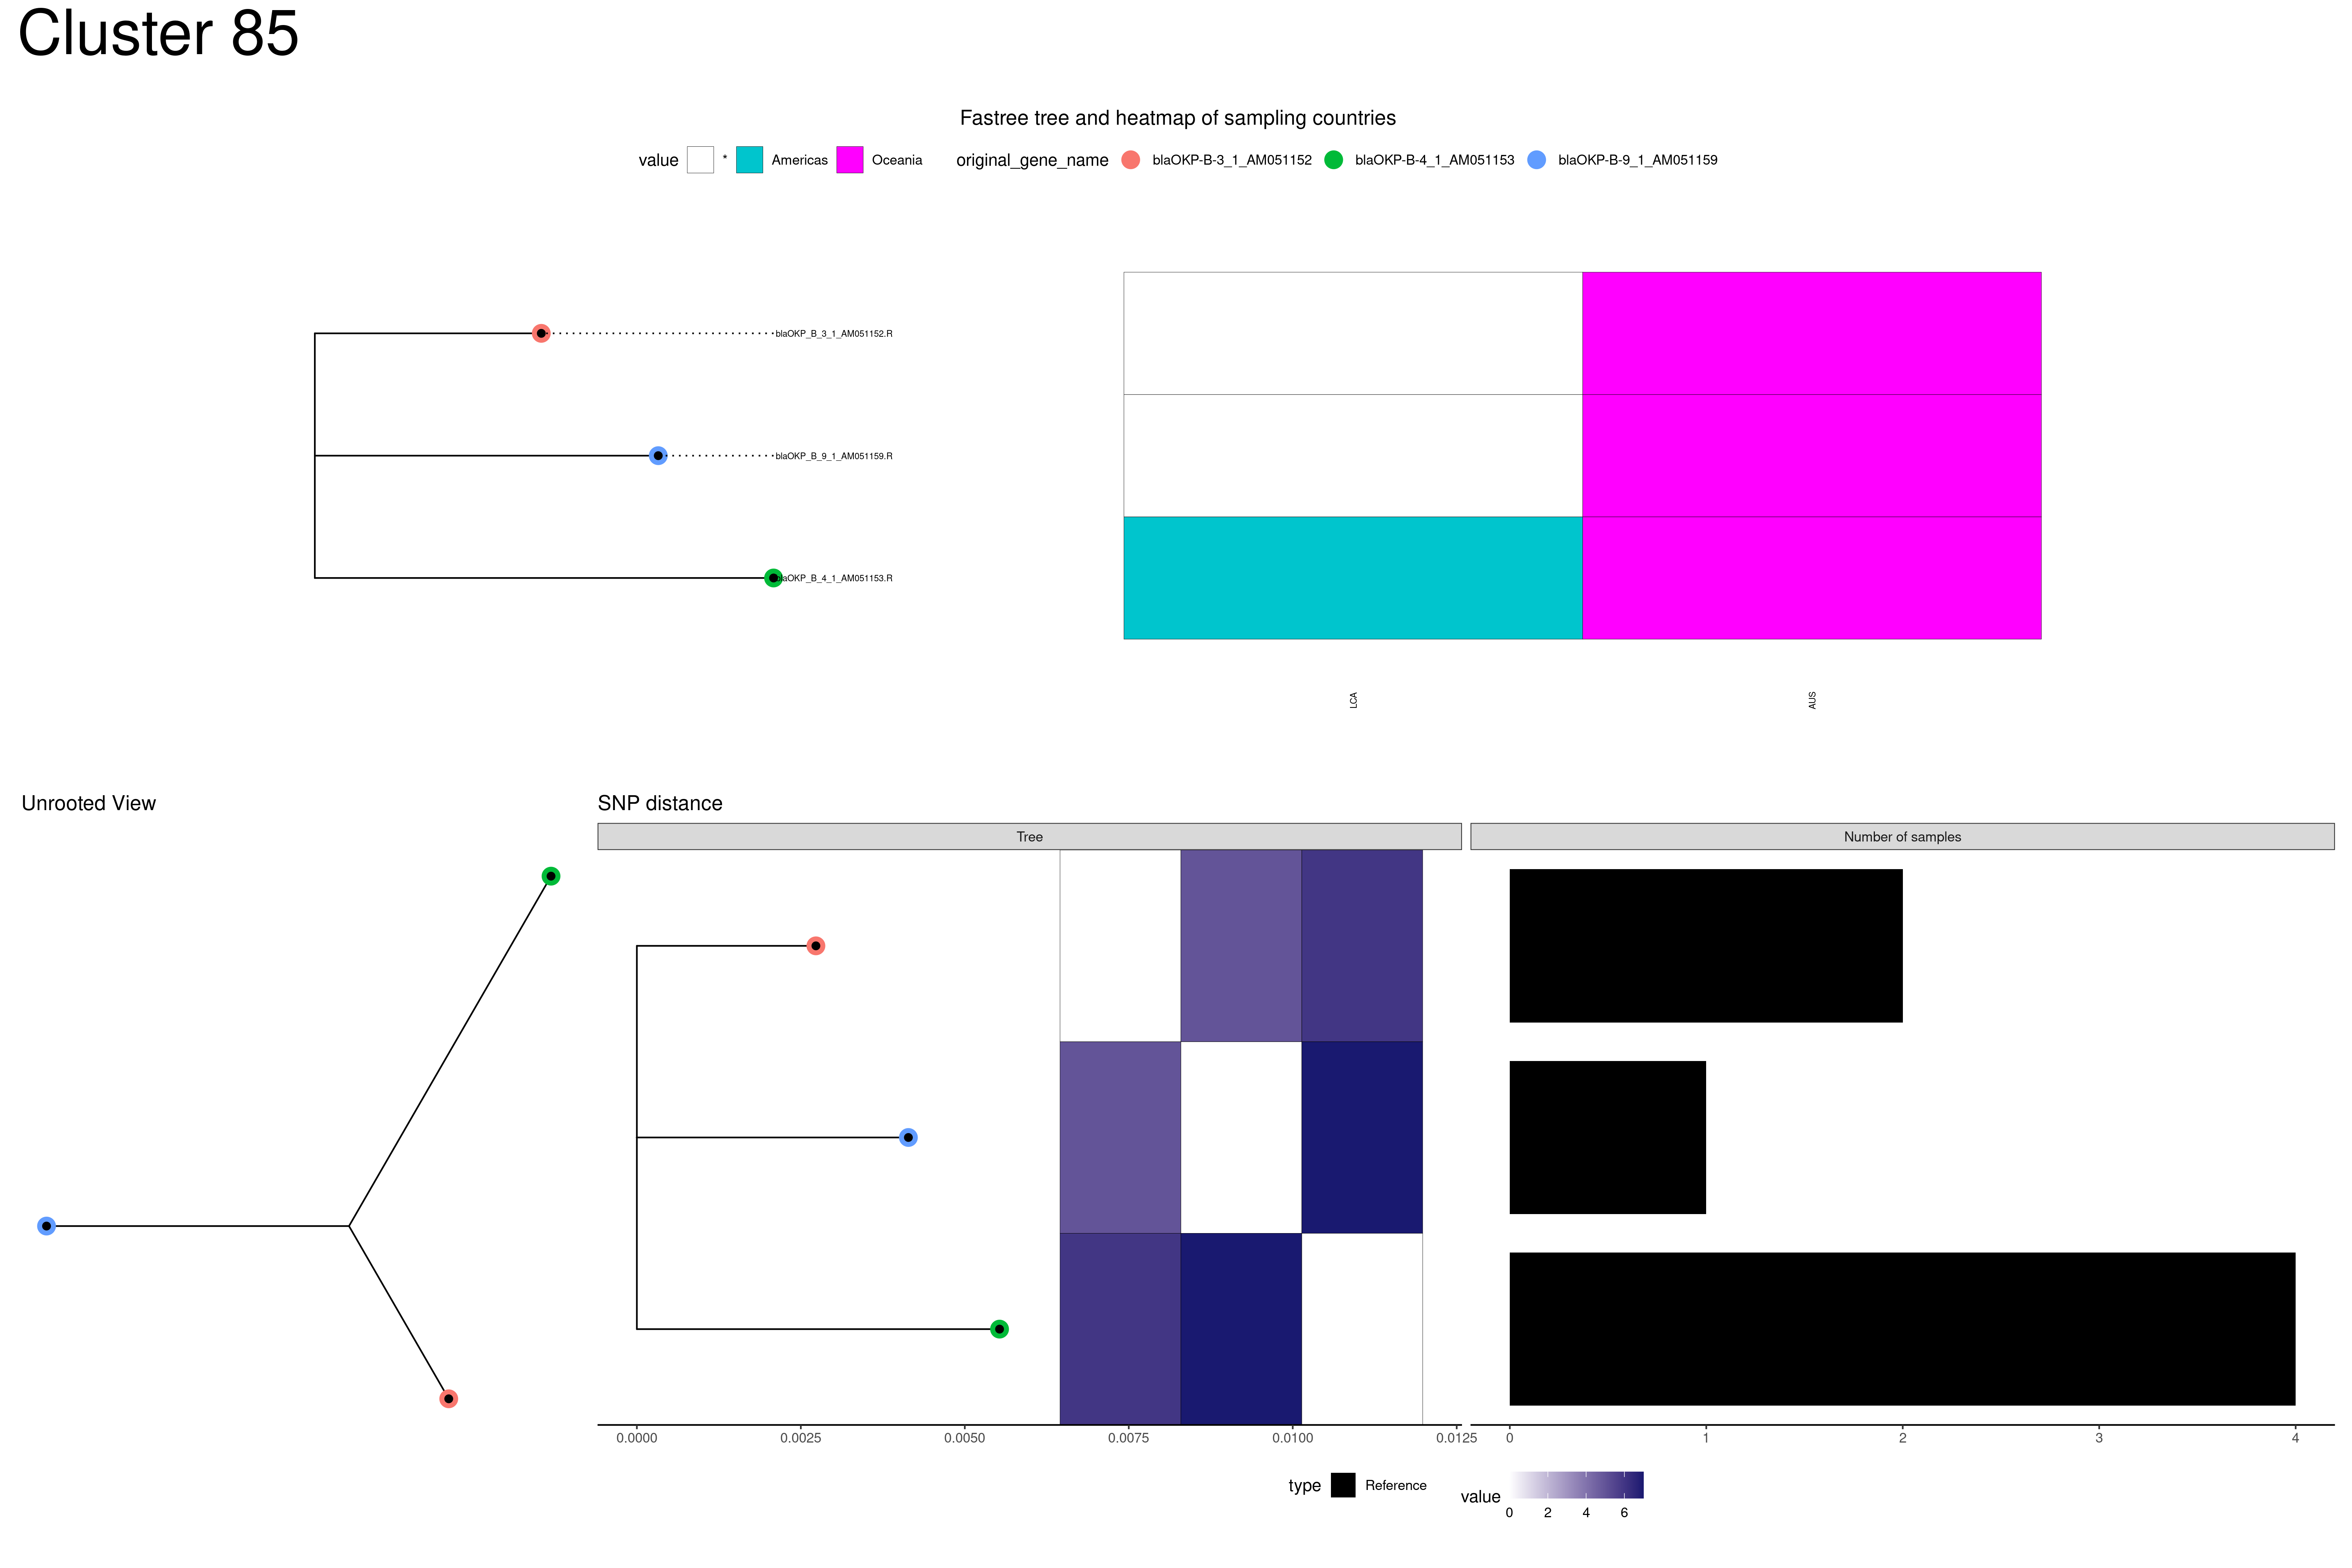 Cluster 85
Fastree tree and heatmap of sampling countries
value * Americas Oceania original_gene_name blaOKP-B-3_1_AM051152 blaOKP-B-4_1_AM051153 blaOKP-B-9_1_AM051159
blaOKP_B_3_1_AM051152.R
blaOKP_B_9_1_AM051159.R
blaOKP_B_4_1_AM051153.R
LCA AUS
Unrooted View
SNP distance
Tree Number of samples
0.0000 0.0025 0.0050 0.0075 0.0100 0.0125 0 1 2 3 4
type Reference value
0 2 4 6